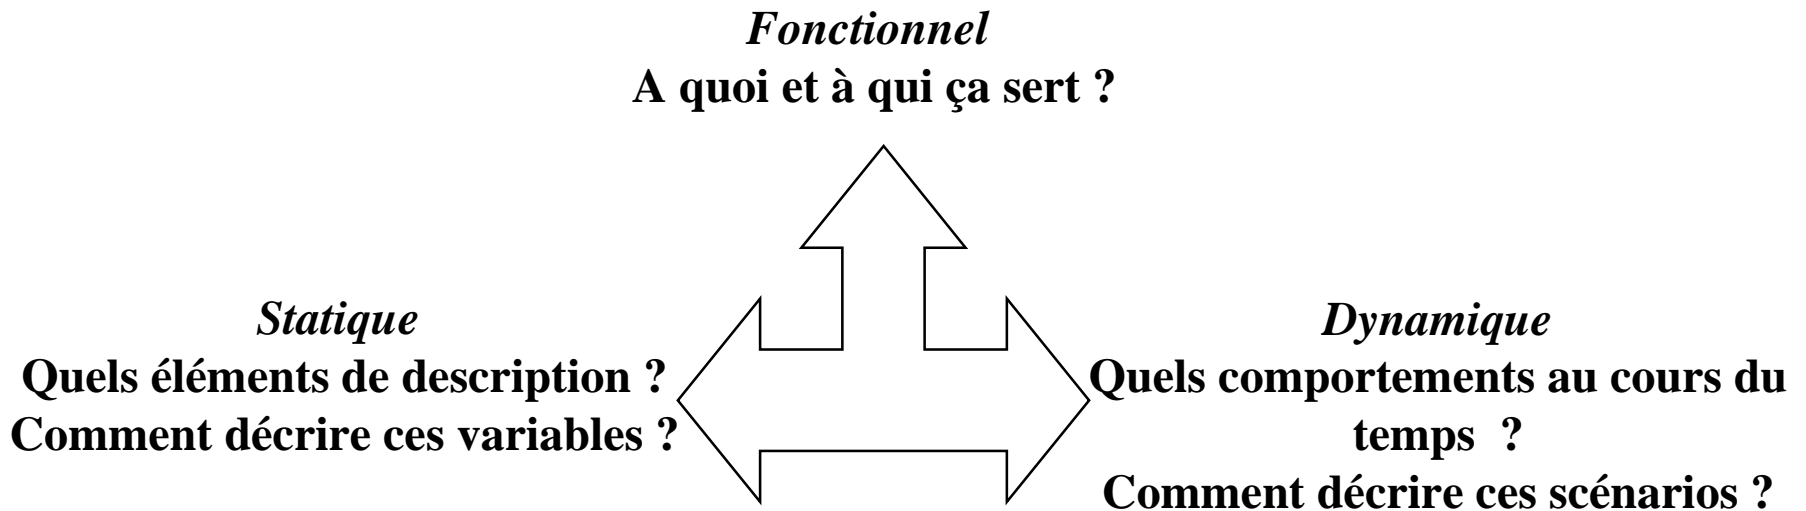 Fonctionnel
A quoi et à qui ça sert ?
Statique
Quels éléments de description ?
Comment décrire ces variables ?
Dynamique
Quels comportements au cours du
temps  ?
Comment décrire ces scénarios ?